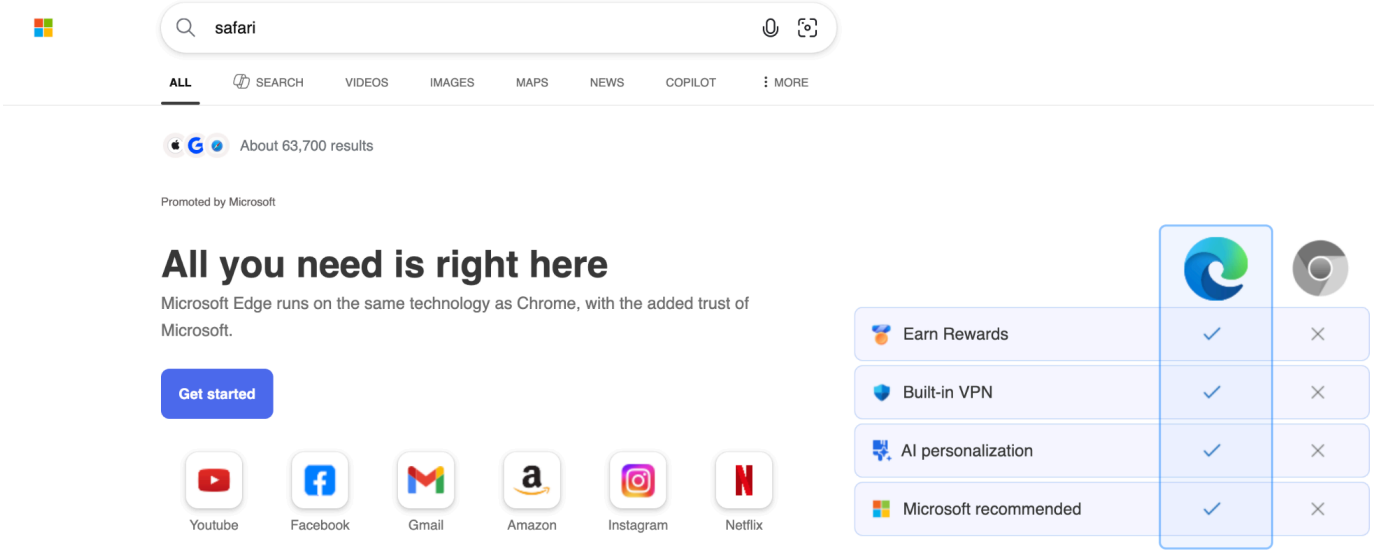 safari
ALL SEARCH VIDEOS IMAGES MAPS NEWS COPILOT MORE
About 63,700 results
Promoted by Microsoft
All you need is right here
Microsoft Edge runs on the same technology as Chrome, with the added trust of
Microsoft.
Get started
Youtube Facebook Gmail Amazon Instagram Netflix
Earn Rewards
Built-in VPN
AI personalization
Microsoft recommended